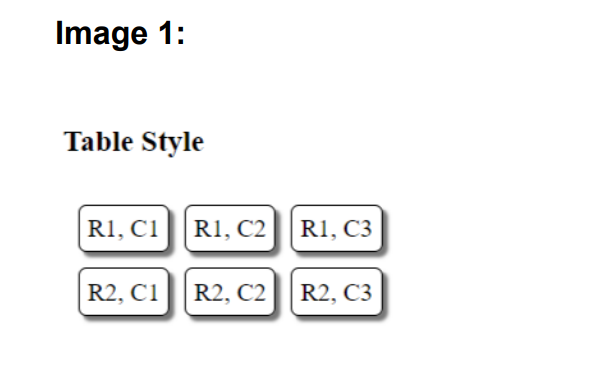 Image 1:
Table Style
R1, C1 R1, C2 R1, C3
R2, C1 R2, C2 R2, C3